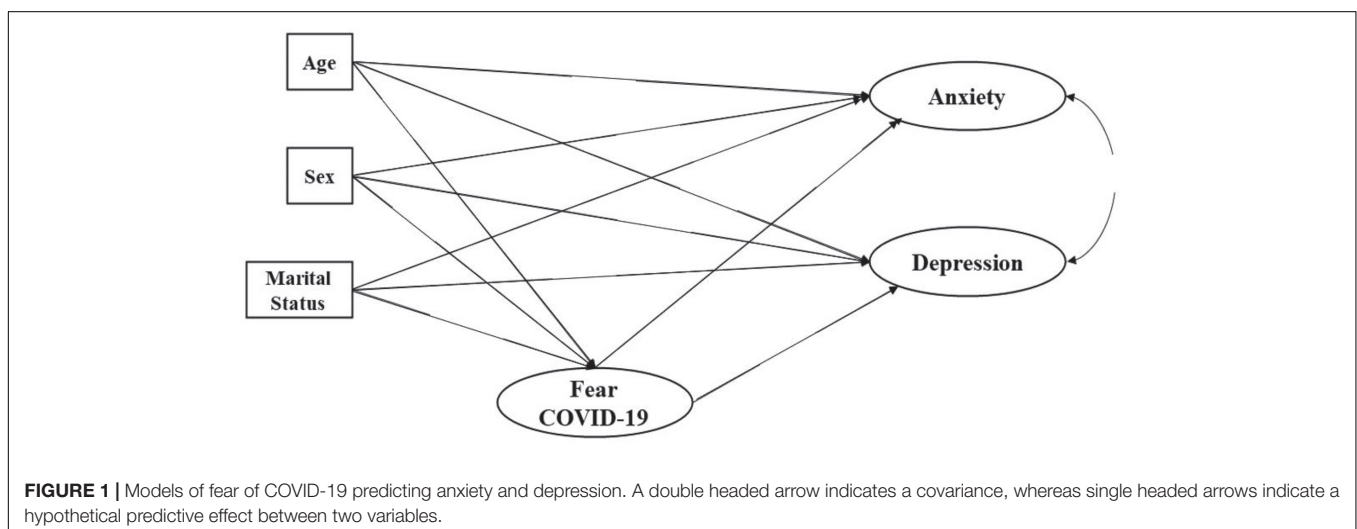 Age
Anxiety
Sex
Depression
Marital
Status
Fear
COVID-19
FIGURE 1 | Models of fear of COVID-19 predicting anxiety and depression. A double headed arrow indicates a covariance, whereas single headed arrows indicate a
hypothetical predictive effect between two variables.